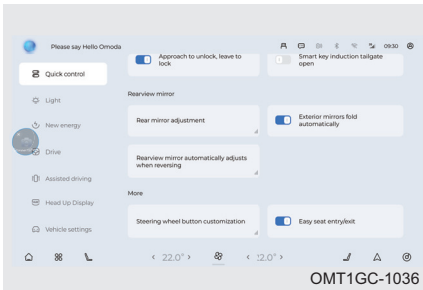 Please say Hello Omoda
09:30
Quick control
Light
New energy
Drive
Assisted driving
Head Up Display
Vehicle settings
Approach to unlock, leave to
lock
Smart key induction tailgate
open
Rearview mirror
Rear mirror adjustment
Exterior mirrors fold
automatically
Rearview mirror automatically adjusts
when reversing
More
Steering wheel button customization
Easy seat entry/exit
< 22.0° >
< :2.0° >
OMT1GC-1036